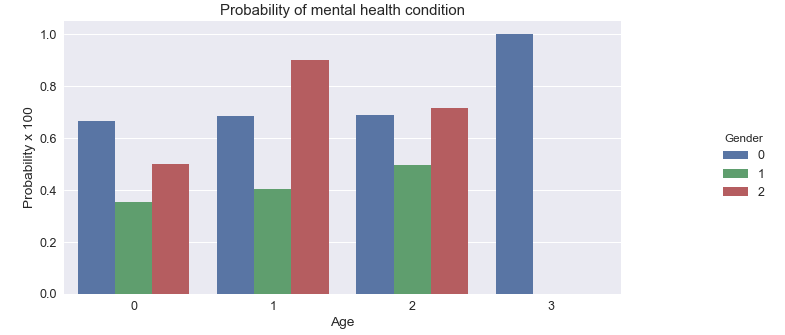 Probability of mental health condition
Probability x 100
1.0
0.8
0.6
0.4
0.2
0.0
0 1 2 3
Age
Gender
0
1
2